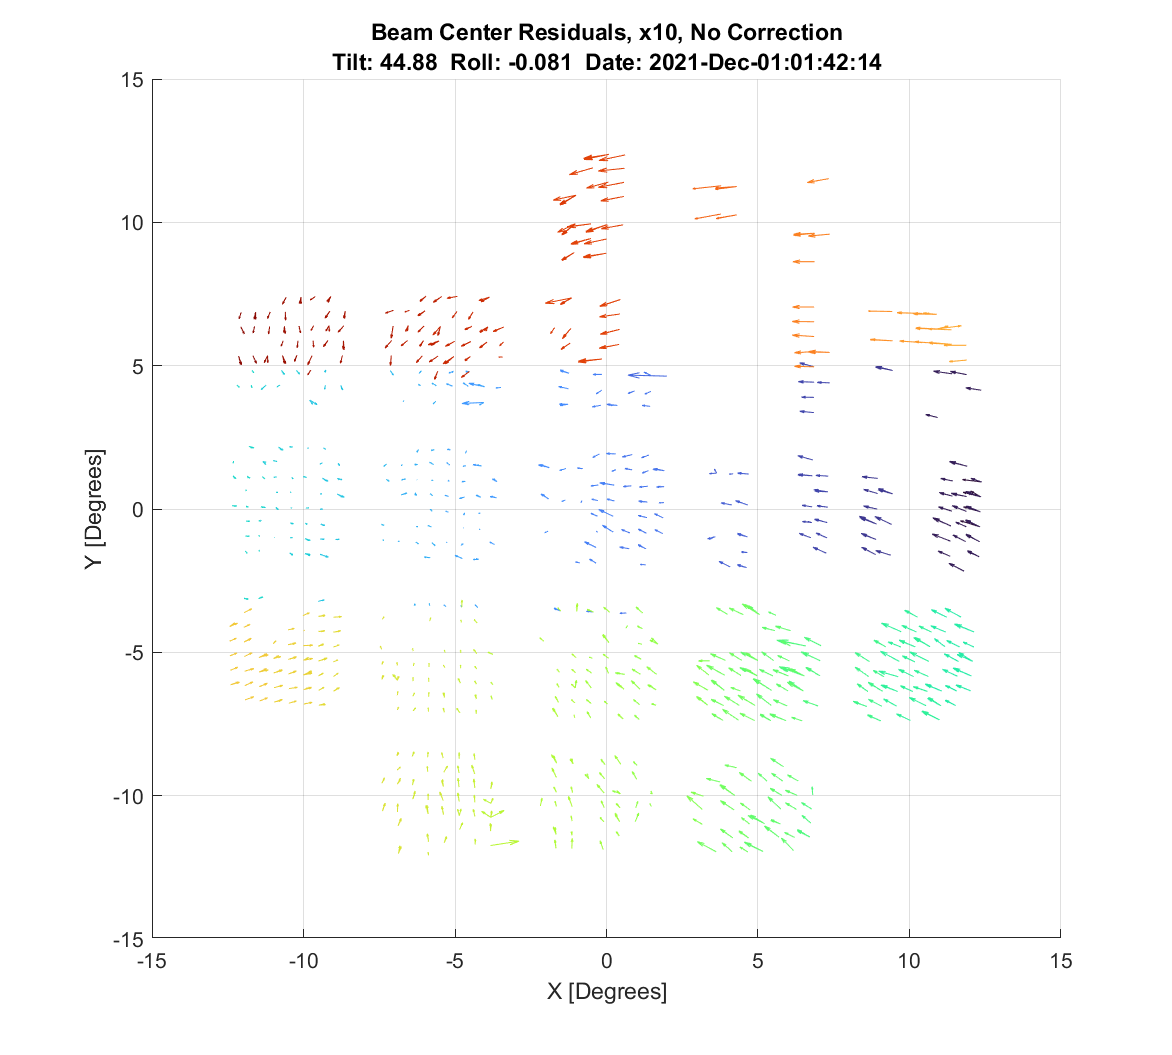 Beam Center Residuals, x10, No Correction
Tilt: 44.88 Roll: -0.081 Date: 2021-Dec-01:01:42:14
15
10
5
0
-5
-10
-15
Y [Degrees]
-15 -10 -5 0 5 10 15
X [Degrees]